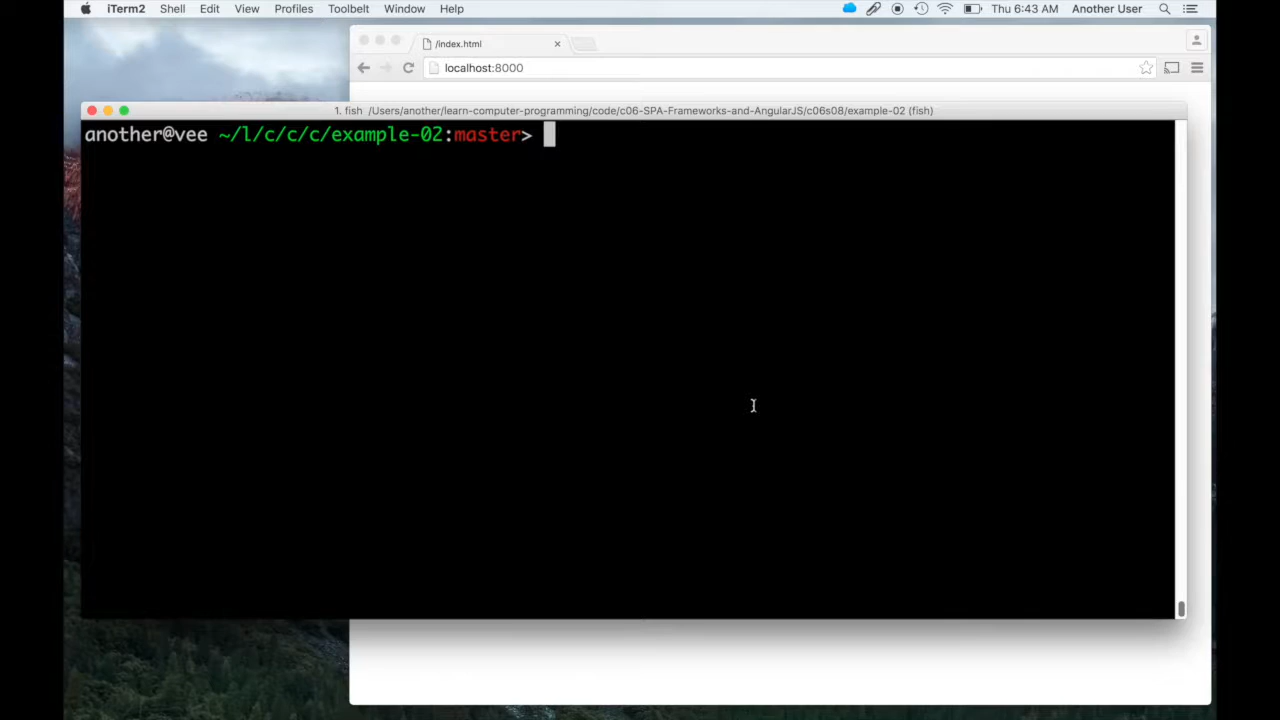 iTerm2 Shell Edit View Profiles Toolbelt Window Help Thu 6:43 AM Another User
/index.html
localhost:8000
1. fish /Users/another/learn-computer-programming/code/c06-SPA-Frameworks-and-AngularJS/c06s08/example-02 (fish)
another@vee ~/l/c/c/c/example-02:master>